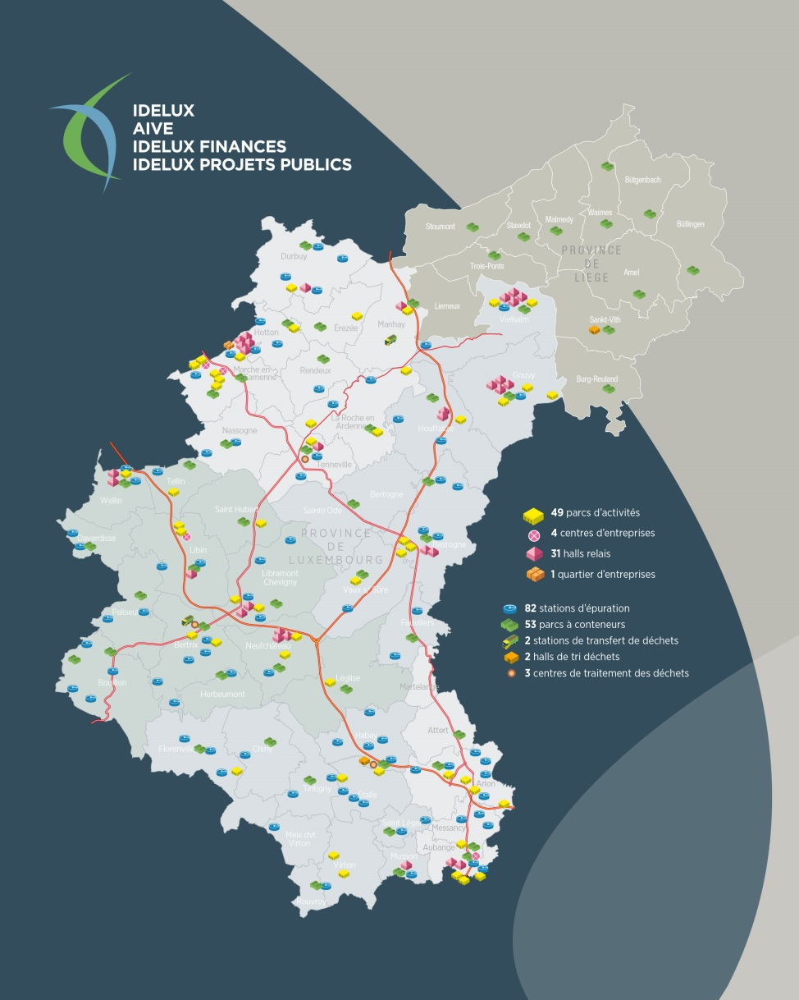 IDELUX
AIVE
IDELUX FINANCES
IDELUX PROJETS PUBLICS
Bütgenbach
Waimes
Malmedy
Stavelot
Stoumont
Büllingen
PROVINCE
DE
LIEGE
Trois-Ponts
Amel
Durbuy
Lierneux
Vielsalm
Sankt-Vith
Manhay
Érezée
Hotton
Marche en
Famenne
Rendeux
Gouvy
Burg-Reuland
La Roche en
Ardenne
Houffalize
Nassogne
Tenneville
Tellin
Wellin
Bertogne
Saint Hubert
Sainte Ode
PROVINCE
DE
LUXEMBOURG
Daverdisse
Libin
Bastogne
Libramont
Chevigny
Vaux s/ Sûre
Paliseul
Fauvillers
Bertrix
Neufchâteau
Bouillon
Léglise
Herbeumont
Martelange
Attert
Habay
Florenville
Chiny
Arlon
Tintigny
Etalle
Saint Léger
Messancy
Meix dvt
Virton
Aubange
Musson
Virton
Rouvroy
49 parcs d'activités
4 centres d'entreprises
31 halls relais
1 quartier d'entreprises
82 stations d'épuration
53 parcs à conteneurs
2 stations de transfert de déchets
2 halls de tri déchets
3 centres de traitement des déchets